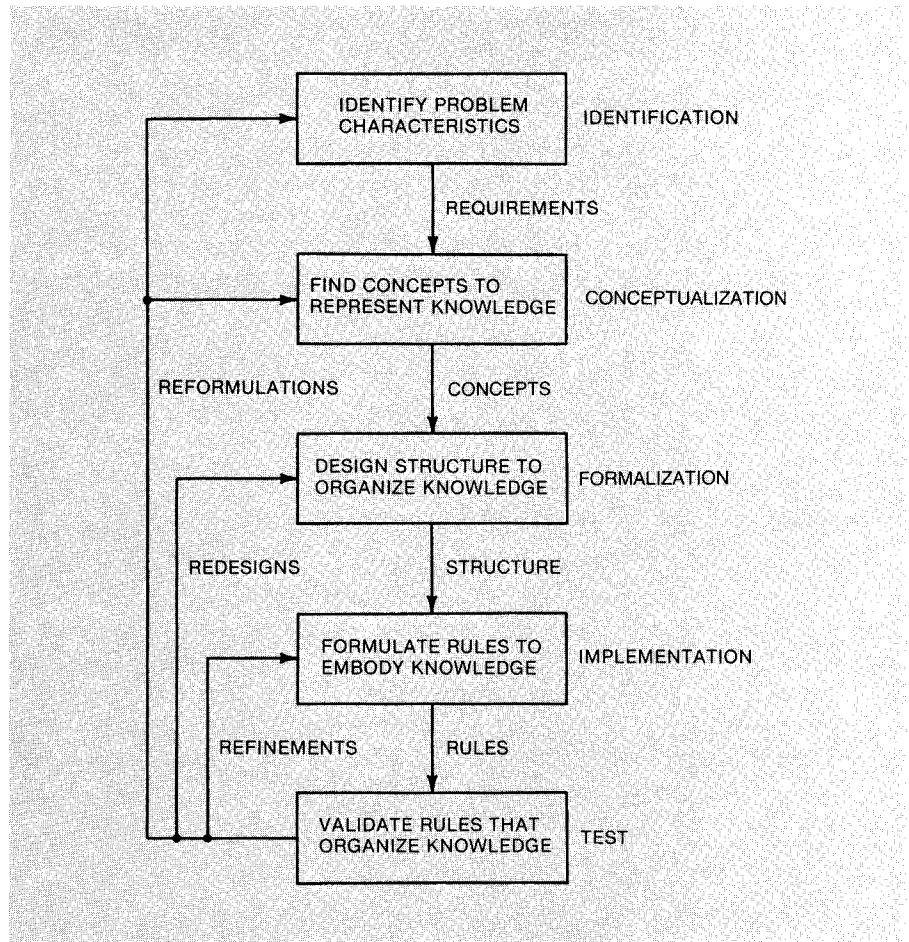 IDENTIFY PROBLEM
CHARACTERISTICS
IDENTIFICATION
REQUIREMENTS
FIND CONCEPTS TO
REPRESENT KNOWLEDGE
CONCEPTUALIZATION
REFORMULATIONS
CONCEPTS
DESIGN STRUCTURE TO
ORGANIZE KNOWLEDGE
FORMALIZATION
REDESIGNS
STRUCTURE
FORMULATE RULES TO
EMBODY KNOWLEDGE
IMPLEMENTATION
REFINEMENTS
RULES
VALIDATE RULES THAT
ORGANIZE KNOWLEDGE
TEST